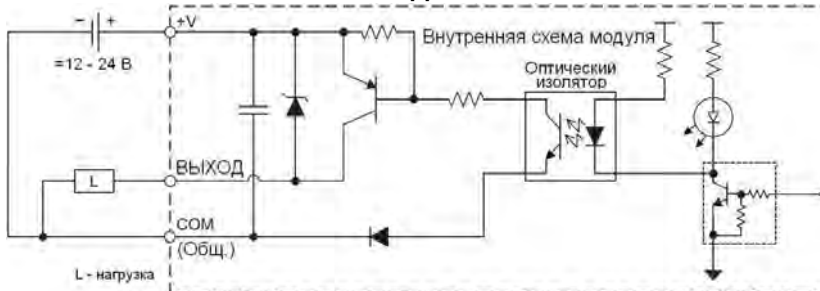 − + +V
=12 - 24 В
Внутренняя схема модуля
Оптический
изолятор
ВЫХОД
L
COM
(Общ.)
L - нагрузка